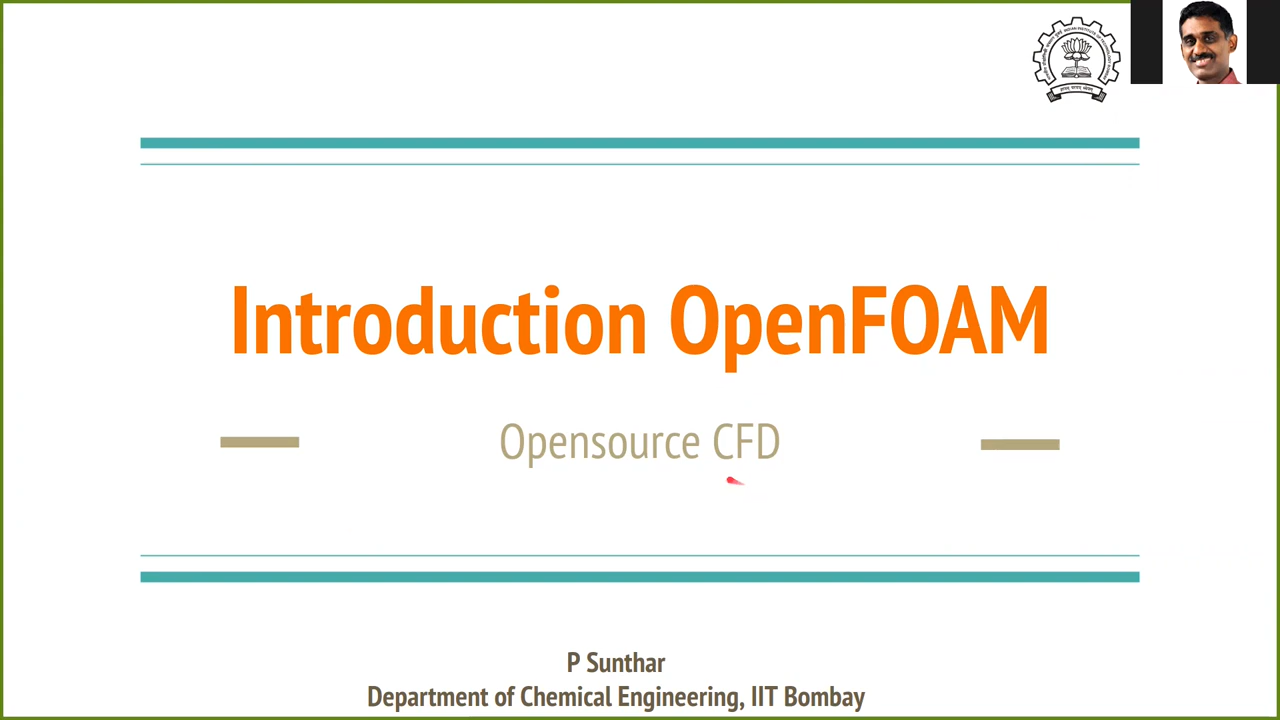 Introduction OpenFOAM
Opensource CFD
P Sunthar
Department of Chemical Engineering, IIT Bombay